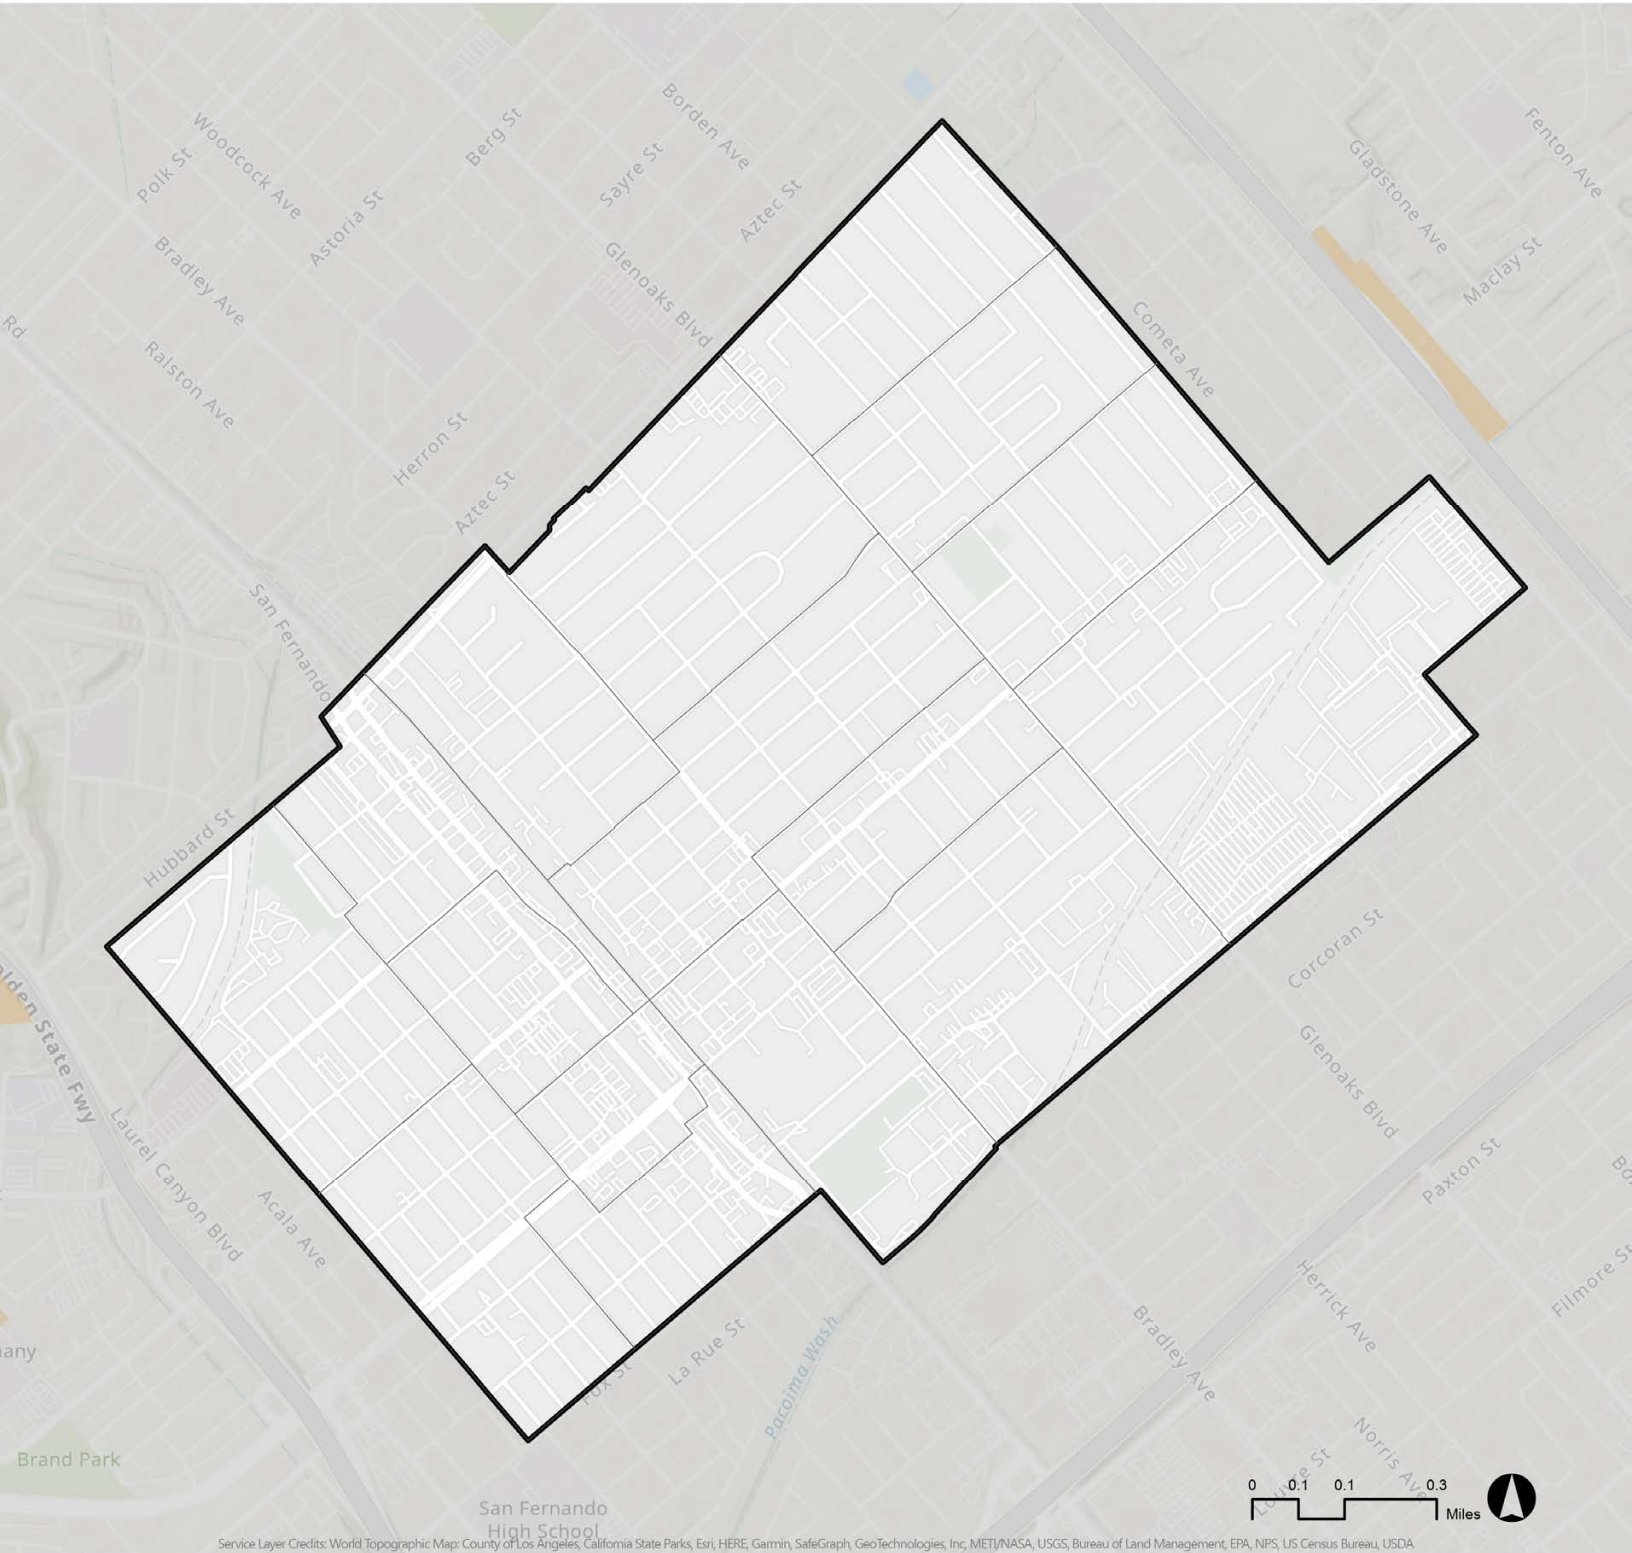 Borden Ave
Fenton Ave
Woodcock Ave
Berg St
Polk St
Sayre St
Gladstone Ave
Aztec St
Astoria St
Maclay St
Bradley Ave
Glenoaks Blvd
Rd
Cometa Ave
Ralston Ave
Herron St
Aztec St
San Fernando
Hubbard St
Corcoran St
Golden State Fwy
Glenoaks Blvd
Laurel Canyon Blvd
Paxton St
Acala Ave
Filmore St
Herrick Ave
La Rue St
Pacoima Wash
Bradley Ave
Fox St
Norris Ave
Brand Park
0 0.1 0.1 0.3
Miles
San Fernando
High School
Service Layer Credits: World Topographic Map: County of Los Angeles, California State Parks, Esri, HERE, Garmin, SafeGraph, GeoTechnologies, Inc, METI/NASA, USGS, Bureau of Land Management, EPA, NPS, US Census Bureau, USDA